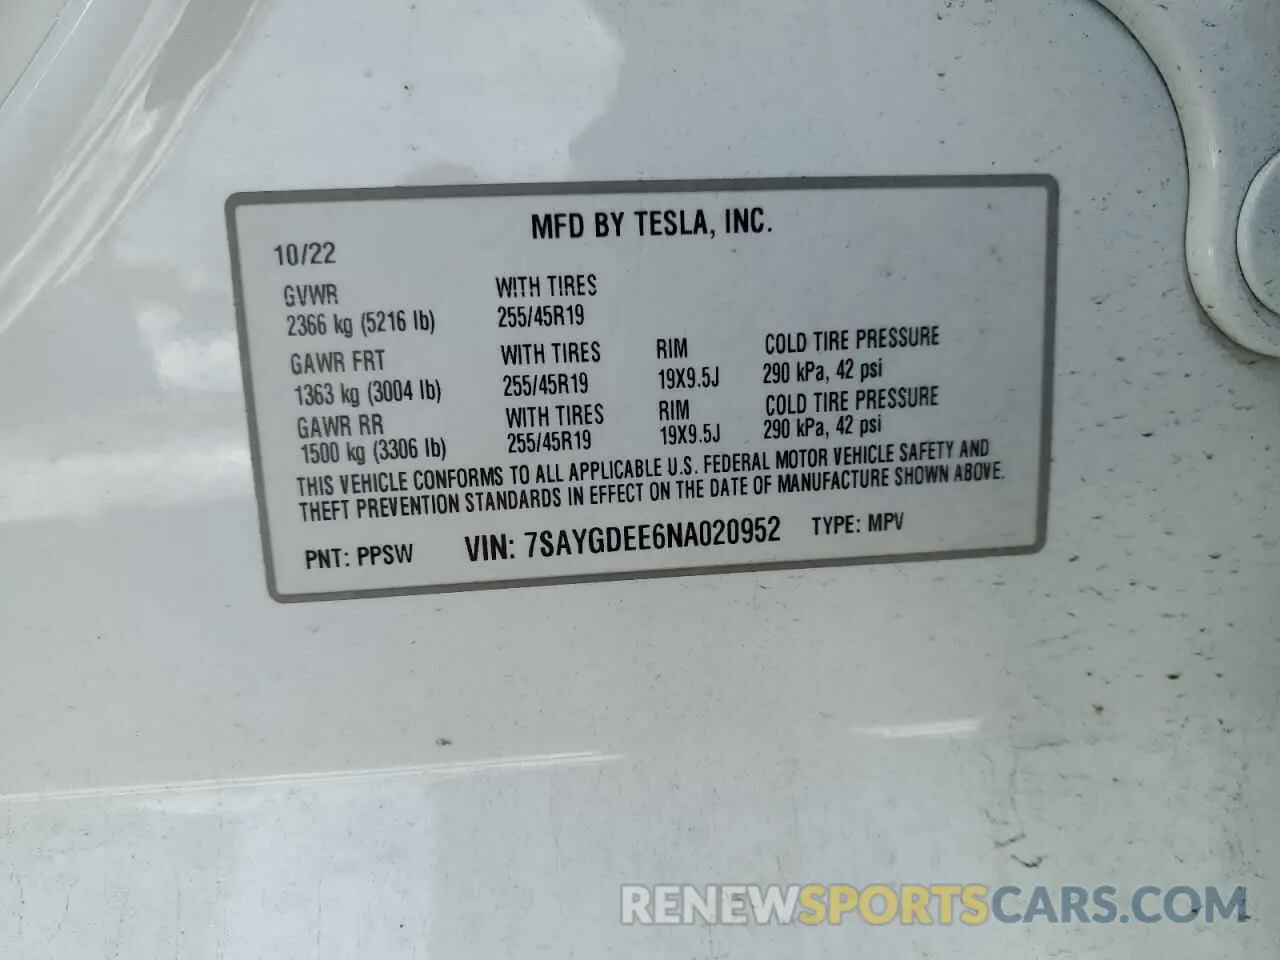 MFD BY TESLA, INC.
10/22
GVWR WITH TIRES
2366 kg (5216 lb) 255/45R19
GAWR FRT WITH TIRES RIM COLD TIRE PRESSURE
1363 kg (3004 lb) 255/45R19 19X9.5J 290 kPa, 42 psi
GAWR RR WITH TIRES RIM COLD TIRE PRESSURE
1500 kg (3306 lb) 255/45R19 19X9.5J 290 kPa, 42 psi
THIS VEHICLE CONFORMS TO ALL APPLICABLE U.S. FEDERAL MOTOR VEHICLE SAFETY AND
THEFT PREVENTION STANDARDS IN EFFECT ON THE DATE OF MANUFACTURE SHOWN ABOVE.
PNT: PPSW VIN: 7SAYGDEE6NA020952 TYPE: MPV
RENEWSPORTSCARS.COM